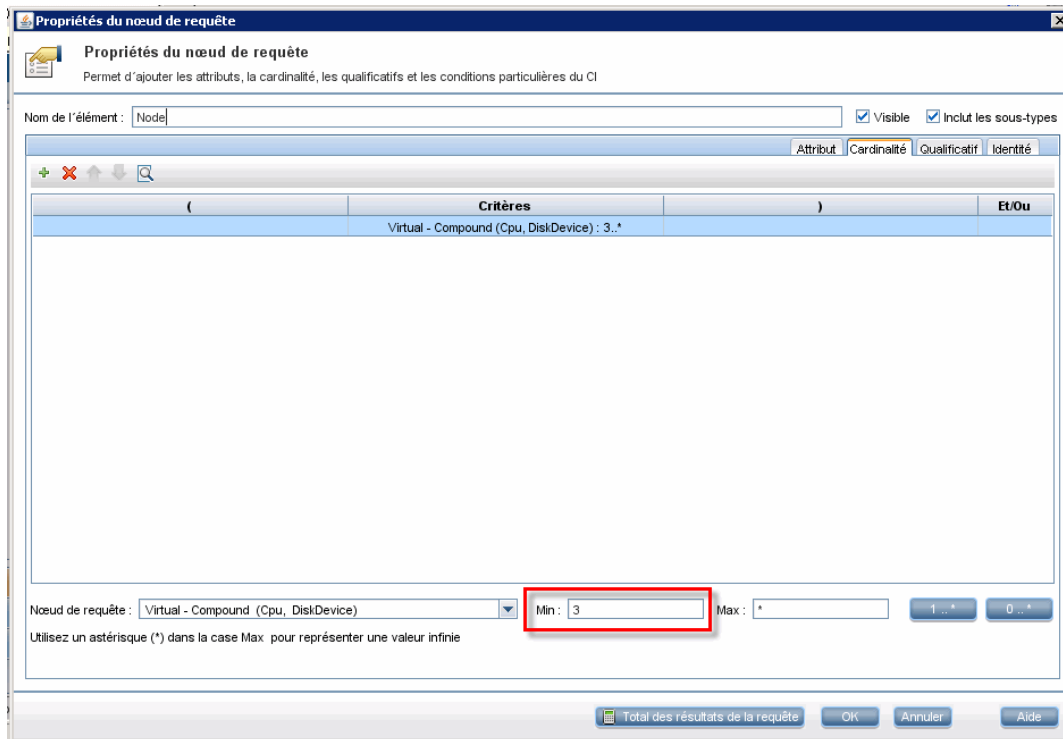 Propriétés du nœud de requête
Propriétés du nœud de requête
Permet d´ajouter les attributs, la cardinalité, les qualificatifs et les conditions particulières du CI
Nom de l´élément : Node Visible Inclut les sous-types
Attribut Cardinalité Qualificatif Identité
( Critères ) Et/Ou
Virtual - Compound (Cpu, DiskDevice) : 3..*
Nœud de requête : Virtual - Compound (Cpu, DiskDevice) Min : 3 Max : * 1 ..* 0 ..*
Utilisez un astérisque (*) dans la case Max pour représenter une valeur infinie
Total des résultats de la requête OK Annuler Aide